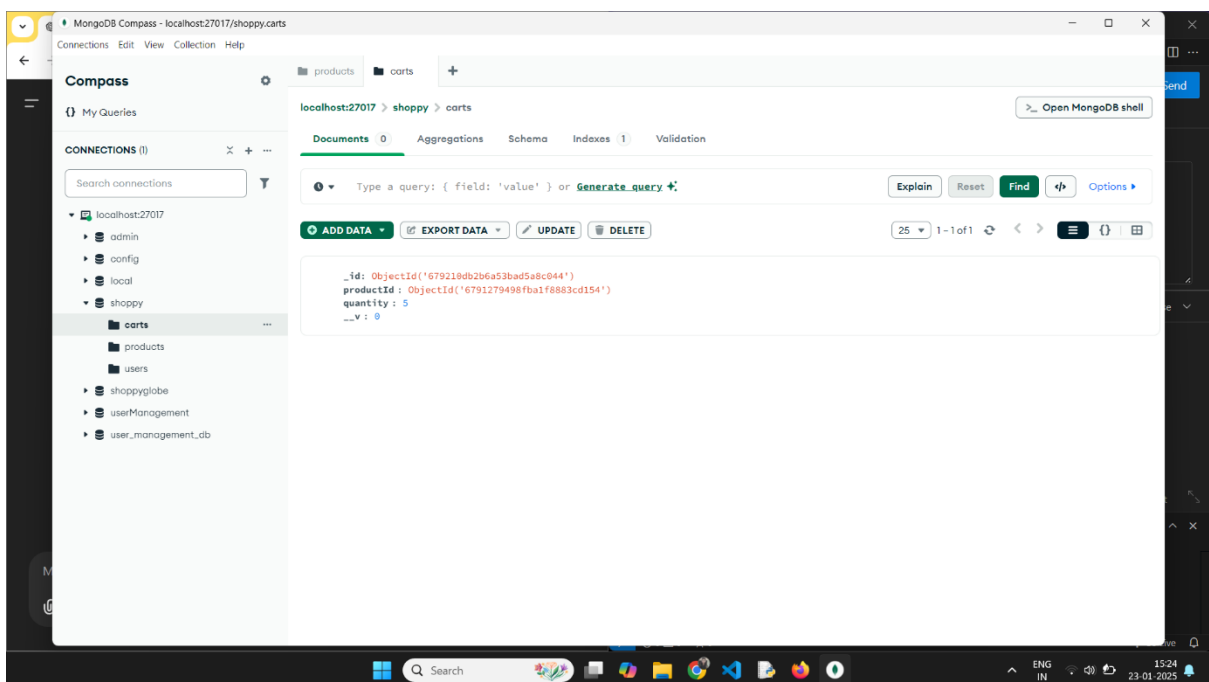 MongoDB Compass - localhost:27017/shoppy.carts
Connections Edit View Collection Help
Compass
{} My Queries
CONNECTIONS (1)
Search connections
localhost:27017
admin
config
local
shoppy
carts
products
users
shoppyglobe
userManagement
user_management_db
products carts
localhost:27017 > shoppy > carts
>_ Open MongoDB shell
Documents 0 Aggregations Schema Indexes 1 Validation
Type a query: { field: 'value' } or Generate query
Explain Reset Find </> Options
ADD DATA EXPORT DATA UPDATE DELETE
25 1-1 of 1 {}
_id: ObjectId('679210db2b6a53bad5a8c044')
productId : ObjectId('6791279498fba1f8883cd154')
quantity : 5
__v : 0
Send
M
Search
ENG
IN
15:24
23-01-2025